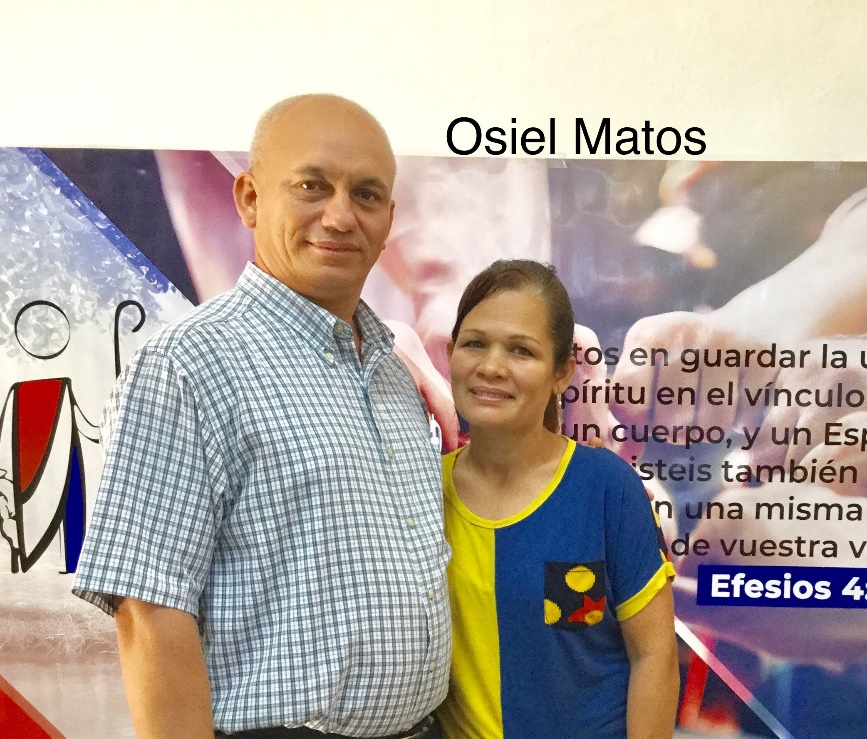 Osiel Matos
tos en guardar la u
píritu en el vínculo
un cuerpo, y un Esp
isteis también
n una misma
de vuestra v
Efesios 4: